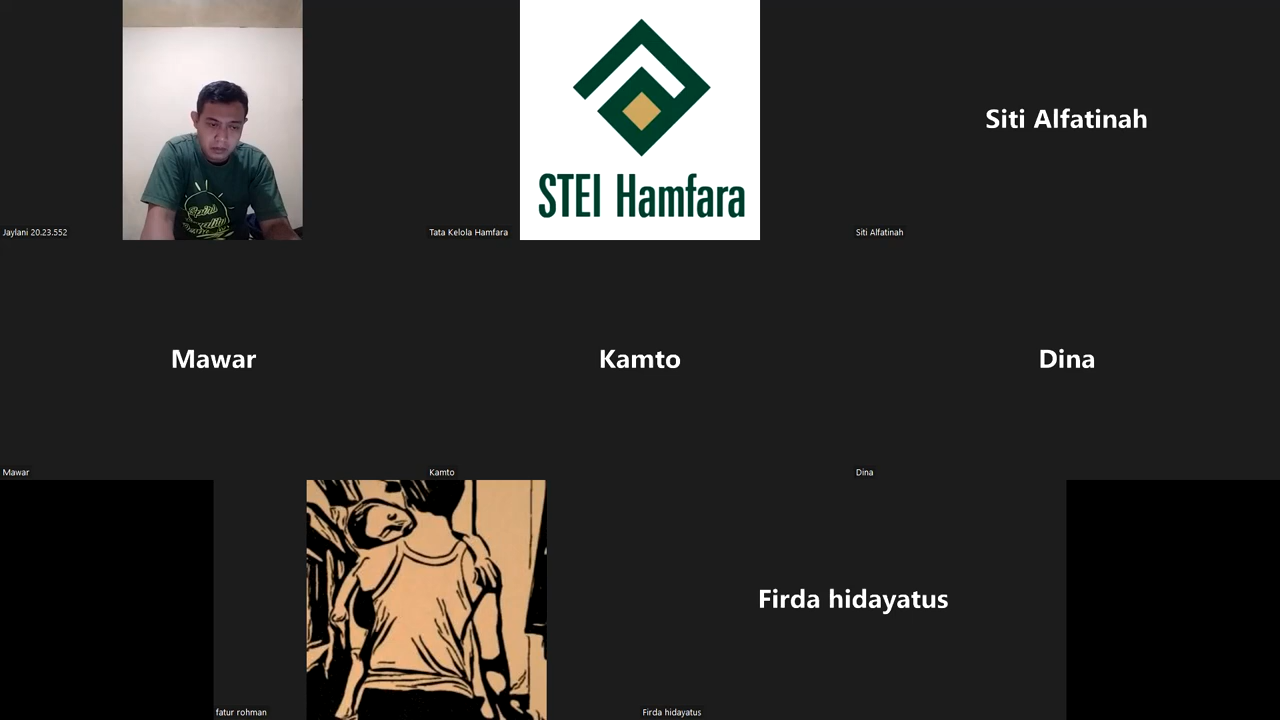 STEI Hamfara
Siti Alfatinah
Jaylani 20.23.552
Tata Kelola Hamfara
Siti Alfatinah
Mawar
Kamto
Dina
Mawar
Kamto
Dina
Firda hidayatus
fatur rohman
Firda hidayatus